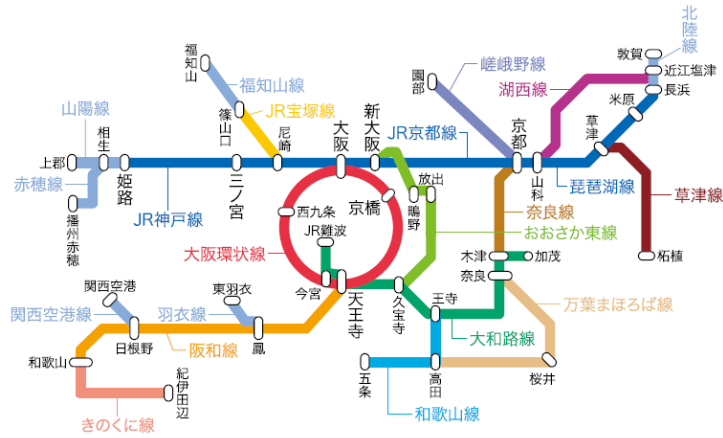 北陸線
福知山
福知山線
嵯峨野線
湖西線
敦賀
近江塩津
長浜
園部
米原
山陽線
相生
篠山口
JR宝塚線
尼崎
大阪
新大阪
JR京都線
京都
草津
上郡
赤穂線
播州赤穂
姫路
JR神戸線
三ノ宮
放出
鴫野
山科
琵琶湖線
草津線
柘植
西九条
京橋
JR難波
大阪環状線
奈良線
おおさか東線
木津
加茂
奈良
今宮
天王寺
久宝寺
王寺
大和路線
万葉まほろば線
関西空港
関西空港線
東羽衣
羽衣線
日根野
阪和線
鳳
和歌山
紀伊田辺
きのくに線
五条
高田
桜井
和歌山線